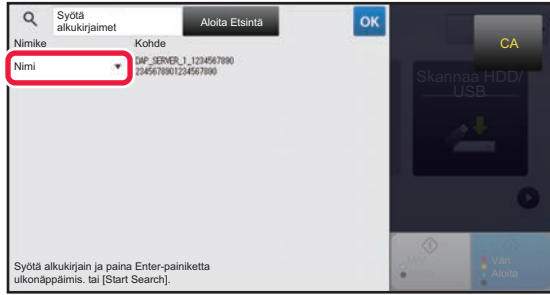 Syötä
alkukirjaimet
Aloita Etsintä
OK
CA
Nimike
Kohde
Nimi
DAP_SERVER_1_1234567890
2345678901234567890
Skannaa HDD/
USB
Syötä alkukirjain ja paina Enter-painiketta
ulkonäppäimis. tai [Start Search].
Väri
Aloita